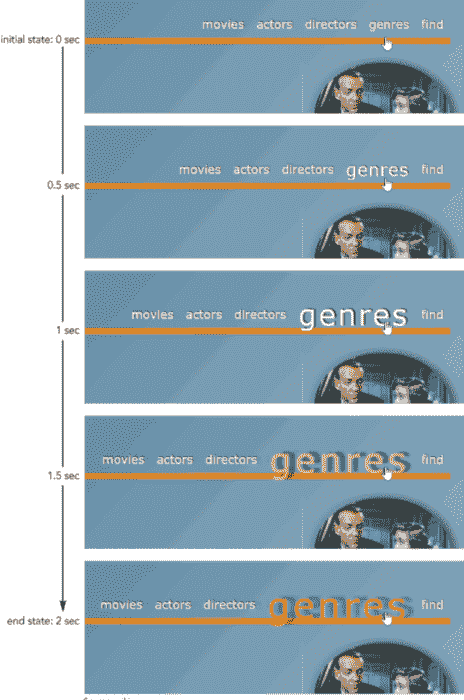 movies actors directors genres find
initial state: 0 sec
movies actors directors genres find
0.5 sec
movies actors directors genres find
1 sec
movies actors directors genres find
1.5 sec
movies actors directors genres find
end state: 2 sec